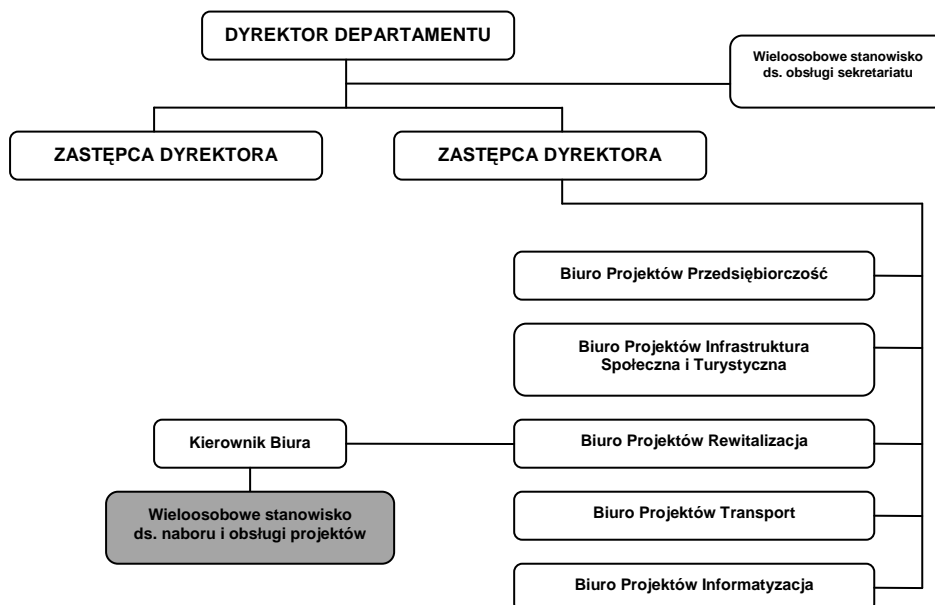 DYREKTOR DEPARTAMENTU
Wieloosobowe stanowisko
ds. obsługi sekretariatu
ZASTĘPCA DYREKTORA
ZASTĘPCA DYREKTORA
Biuro Projektów Przedsiębiorczość
Biuro Projektów Infrastruktura
Społeczna i Turystyczna
Kierownik Biura
Biuro Projektów Rewitalizacja
Wieloosobowe stanowisko
ds. naboru i obsługi projektów
Biuro Projektów Transport
Biuro Projektów Informatyzacja